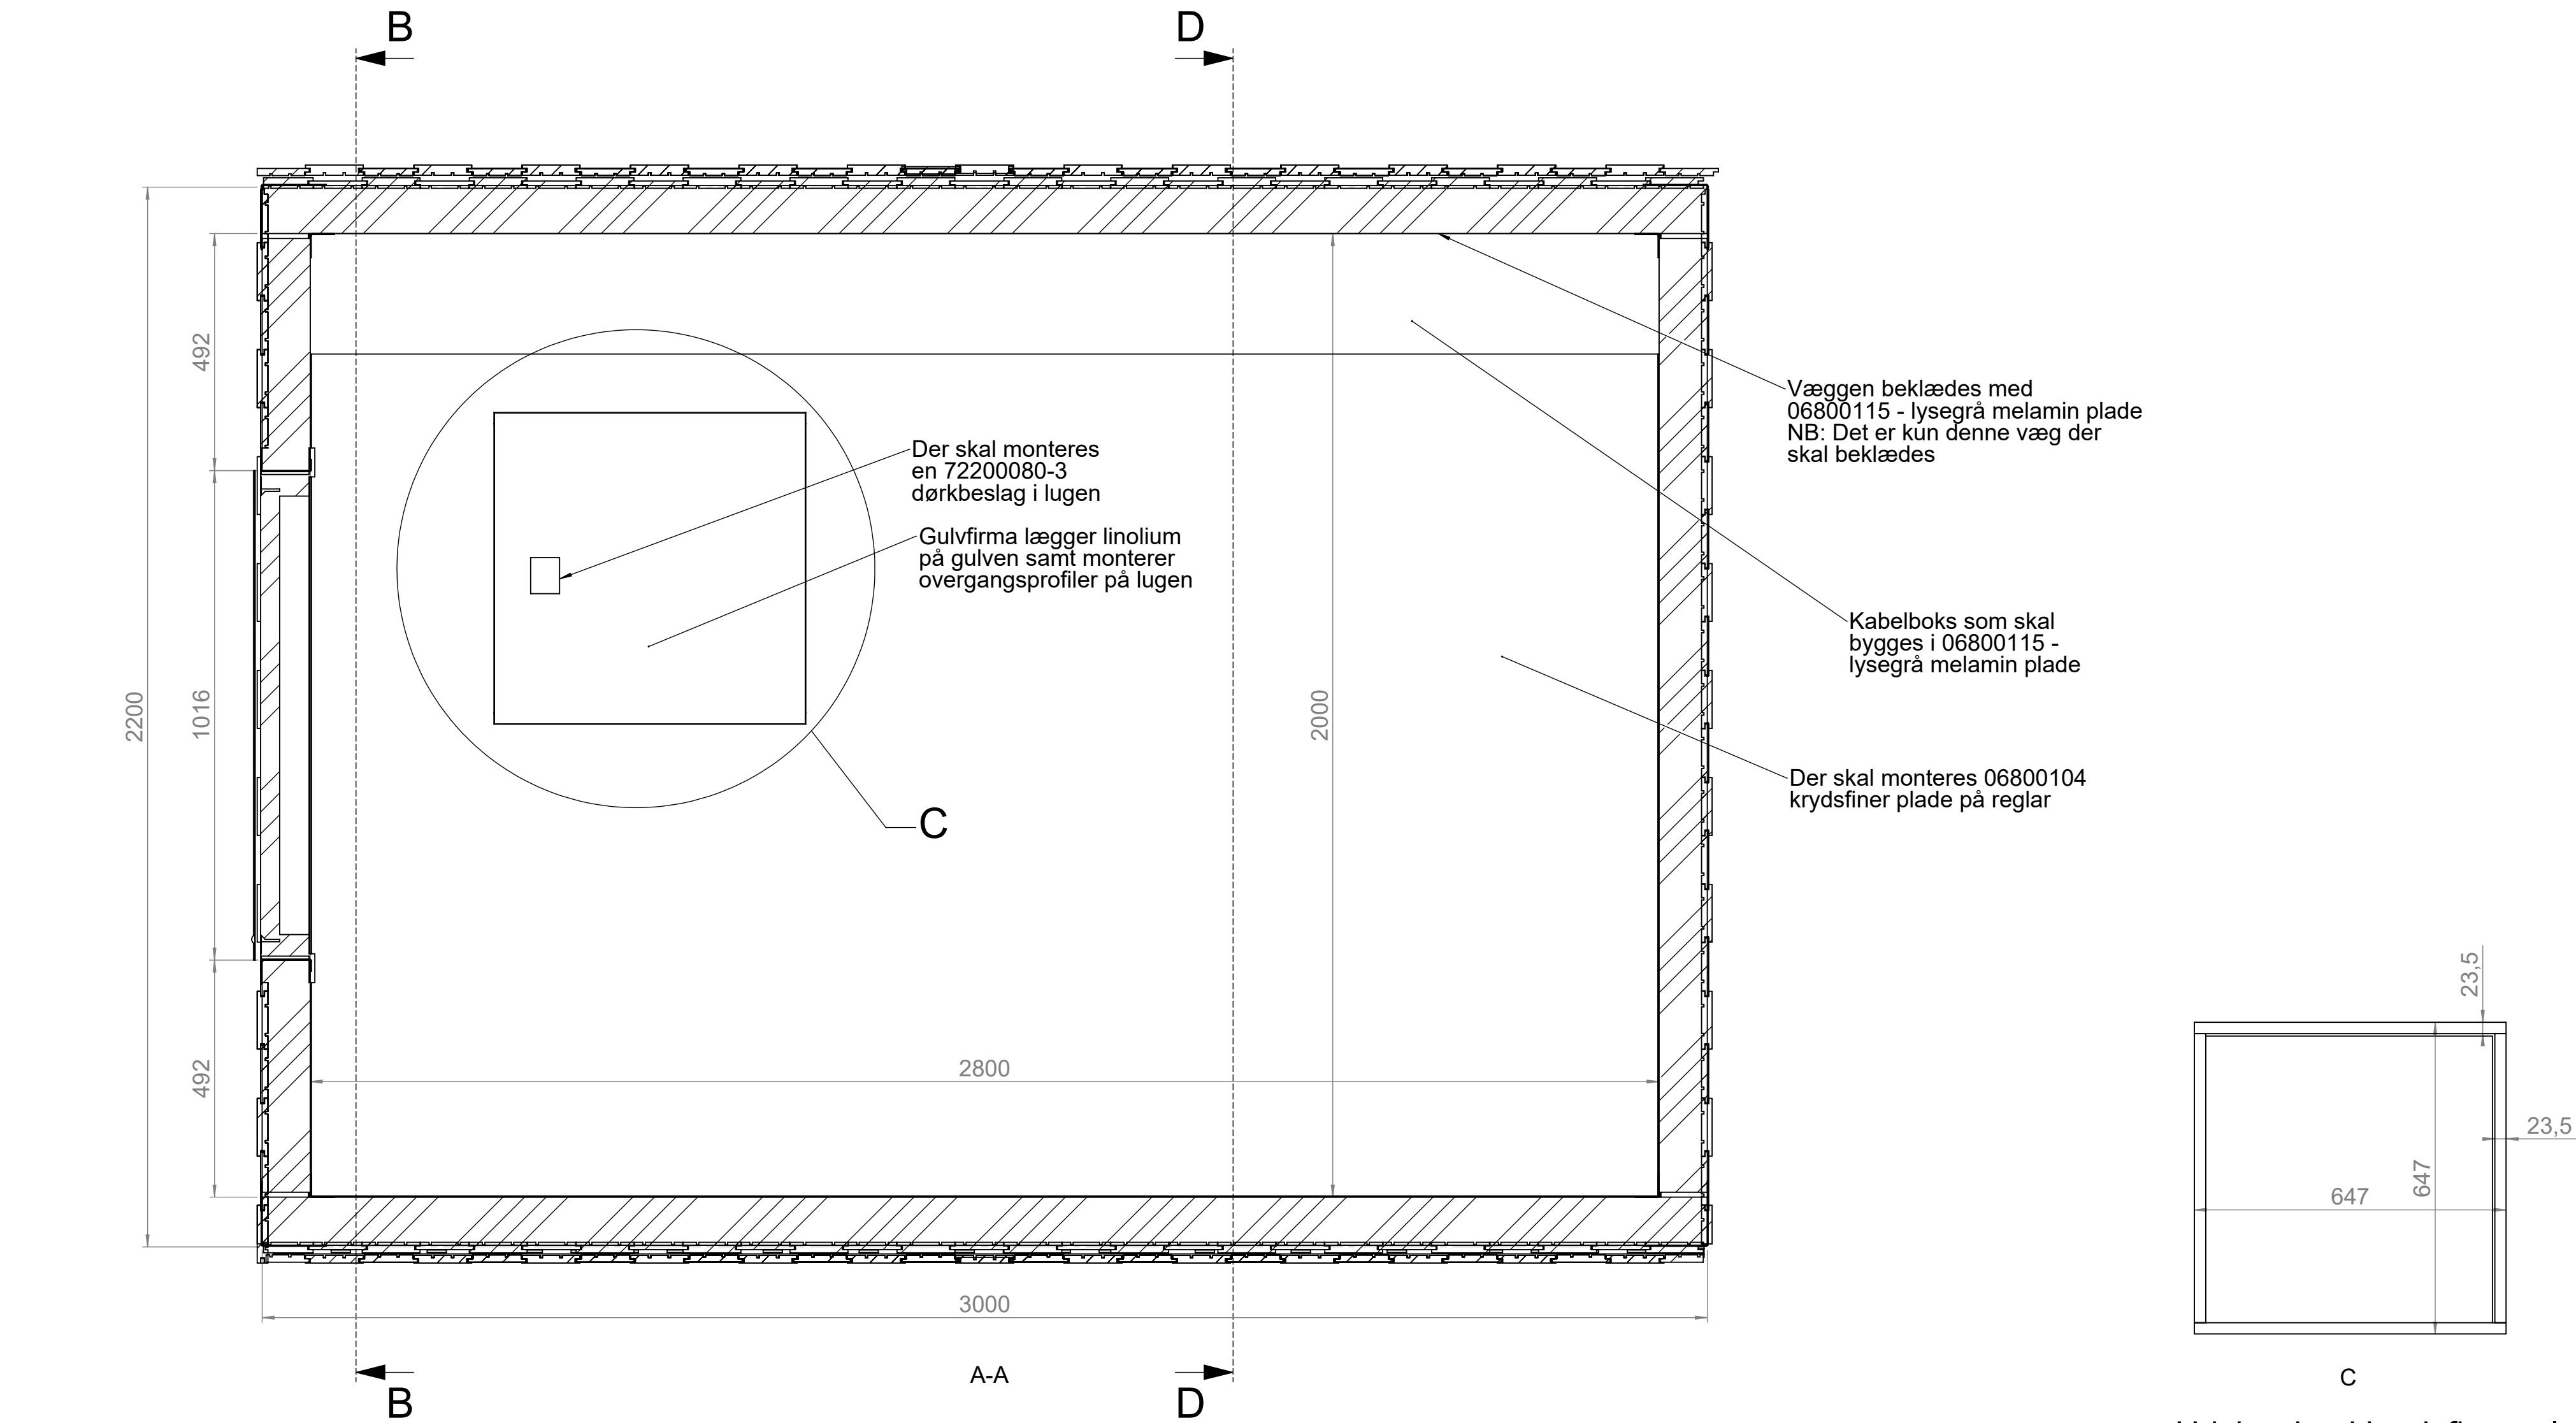 B
D
492
1016
492
2200
Der skal monteres
en 72200080-3
dørkbeslag i lugen
Gulvfirma lægger linolium
på gulven samt monterer
overgangsprofiler på lugen
C
2000
2800
3000
Væggen beklædes med
06800115 - lysegrå melamin plade
NB: Det er kun denne væg der
skal beklædes
Kabelboks som skal
bygges i 06800115 -
lysegrå melamin plade
Der skal monteres 06800104
krydsfiner plade på reglar
B
A-A
D
23,5
23,5
647
647
C